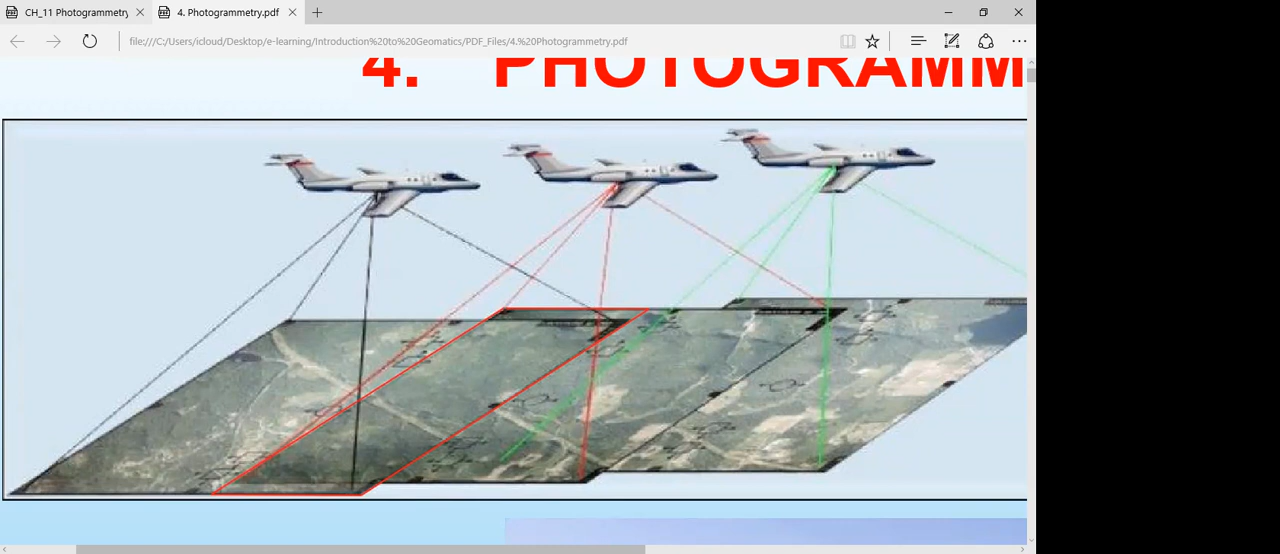 CH_11 Photogrammetry
4. Photogrammetry.pdf
file:///C:/Users/icloud/Desktop/e-learning/Introduction%20to%20Geomatics/PDF_Files/4.%20Photogrammetry.pdf
4. PHOTOGRAMM